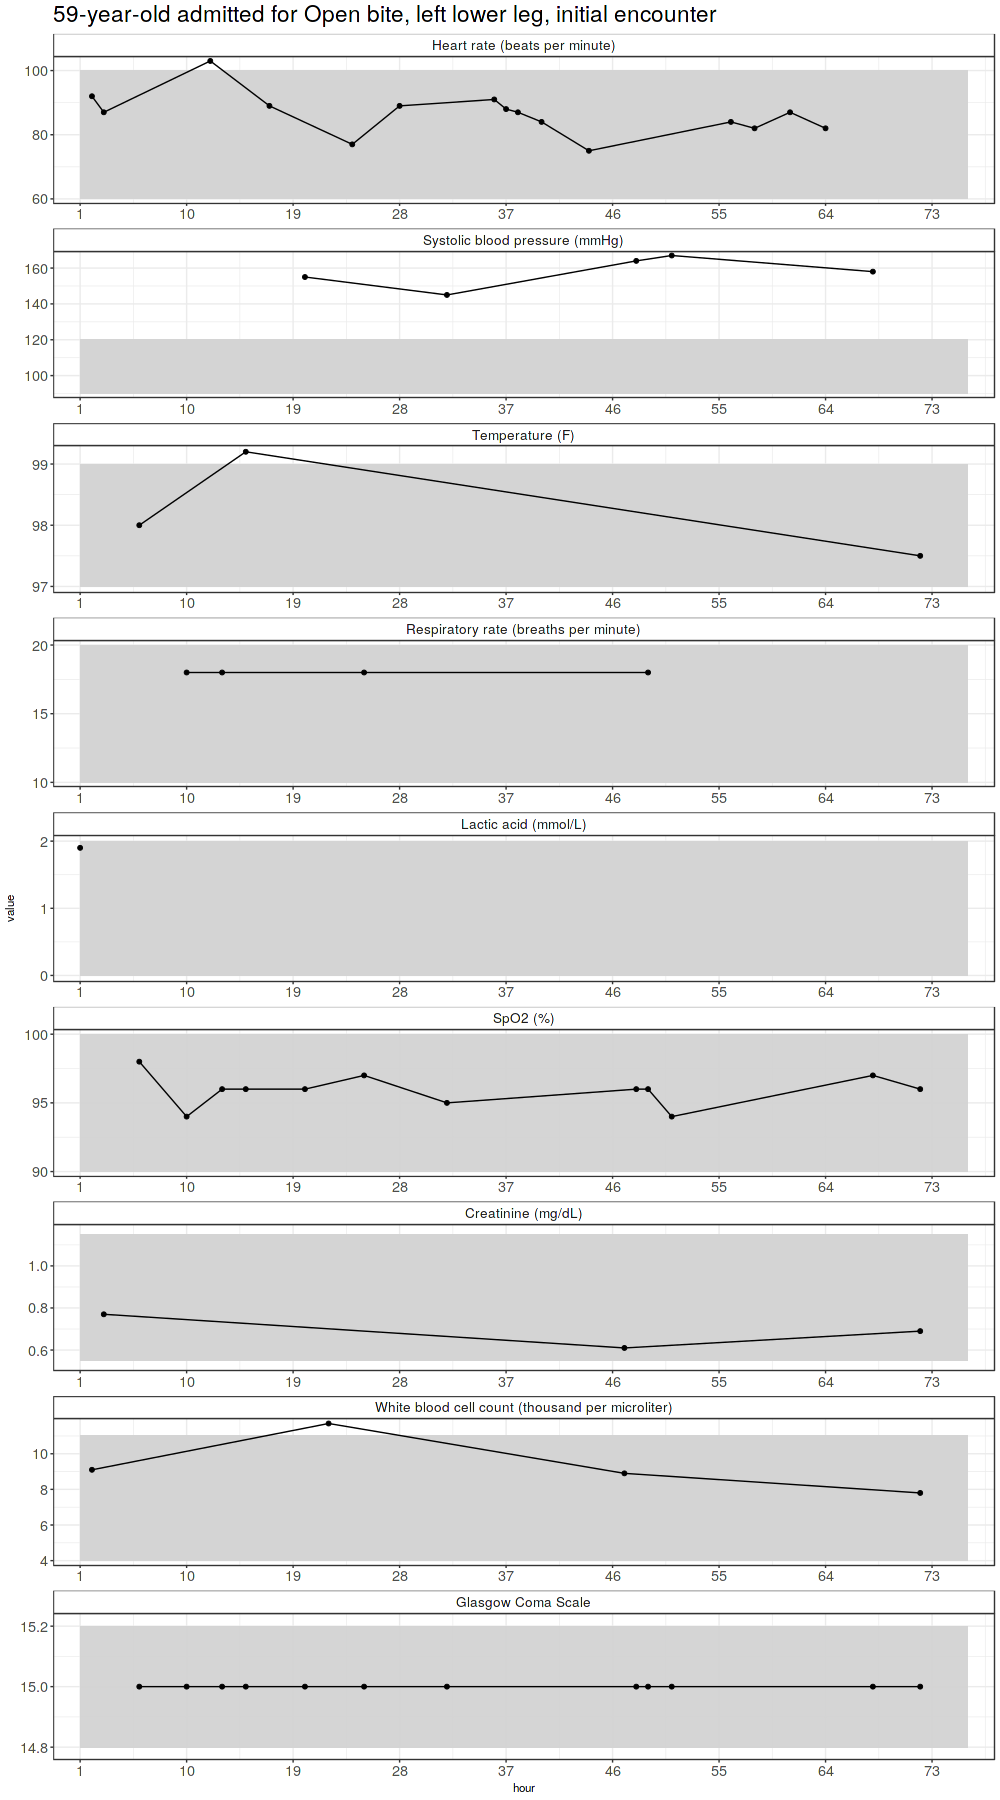 59-year-old admitted for Open bite, left lower leg, initial encounter
Heart rate (beats per minute)
100
80
60
1 10 19 28 37 46 55 64 73
Systolic blood pressure (mmHg)
160
140
120
100
1 10 19 28 37 46 55 64 73
Temperature (F)
99
98
97
1 10 19 28 37 46 55 64 73
Respiratory rate (breaths per minute)
20
15
10
1 10 19 28 37 46 55 64 73
Lactic acid (mmol/L)
2
1
0
1 10 19 28 37 46 55 64 73
value
SpO2 (%)
100
95
90
1 10 19 28 37 46 55 64 73
Creatinine (mg/dL)
1.0
0.8
0.6
1 10 19 28 37 46 55 64 73
White blood cell count (thousand per microliter)
10
8
6
4
1 10 19 28 37 46 55 64 73
Glasgow Coma Scale
15.2
15.0
14.8
1 10 19 28 37 46 55 64 73
hour